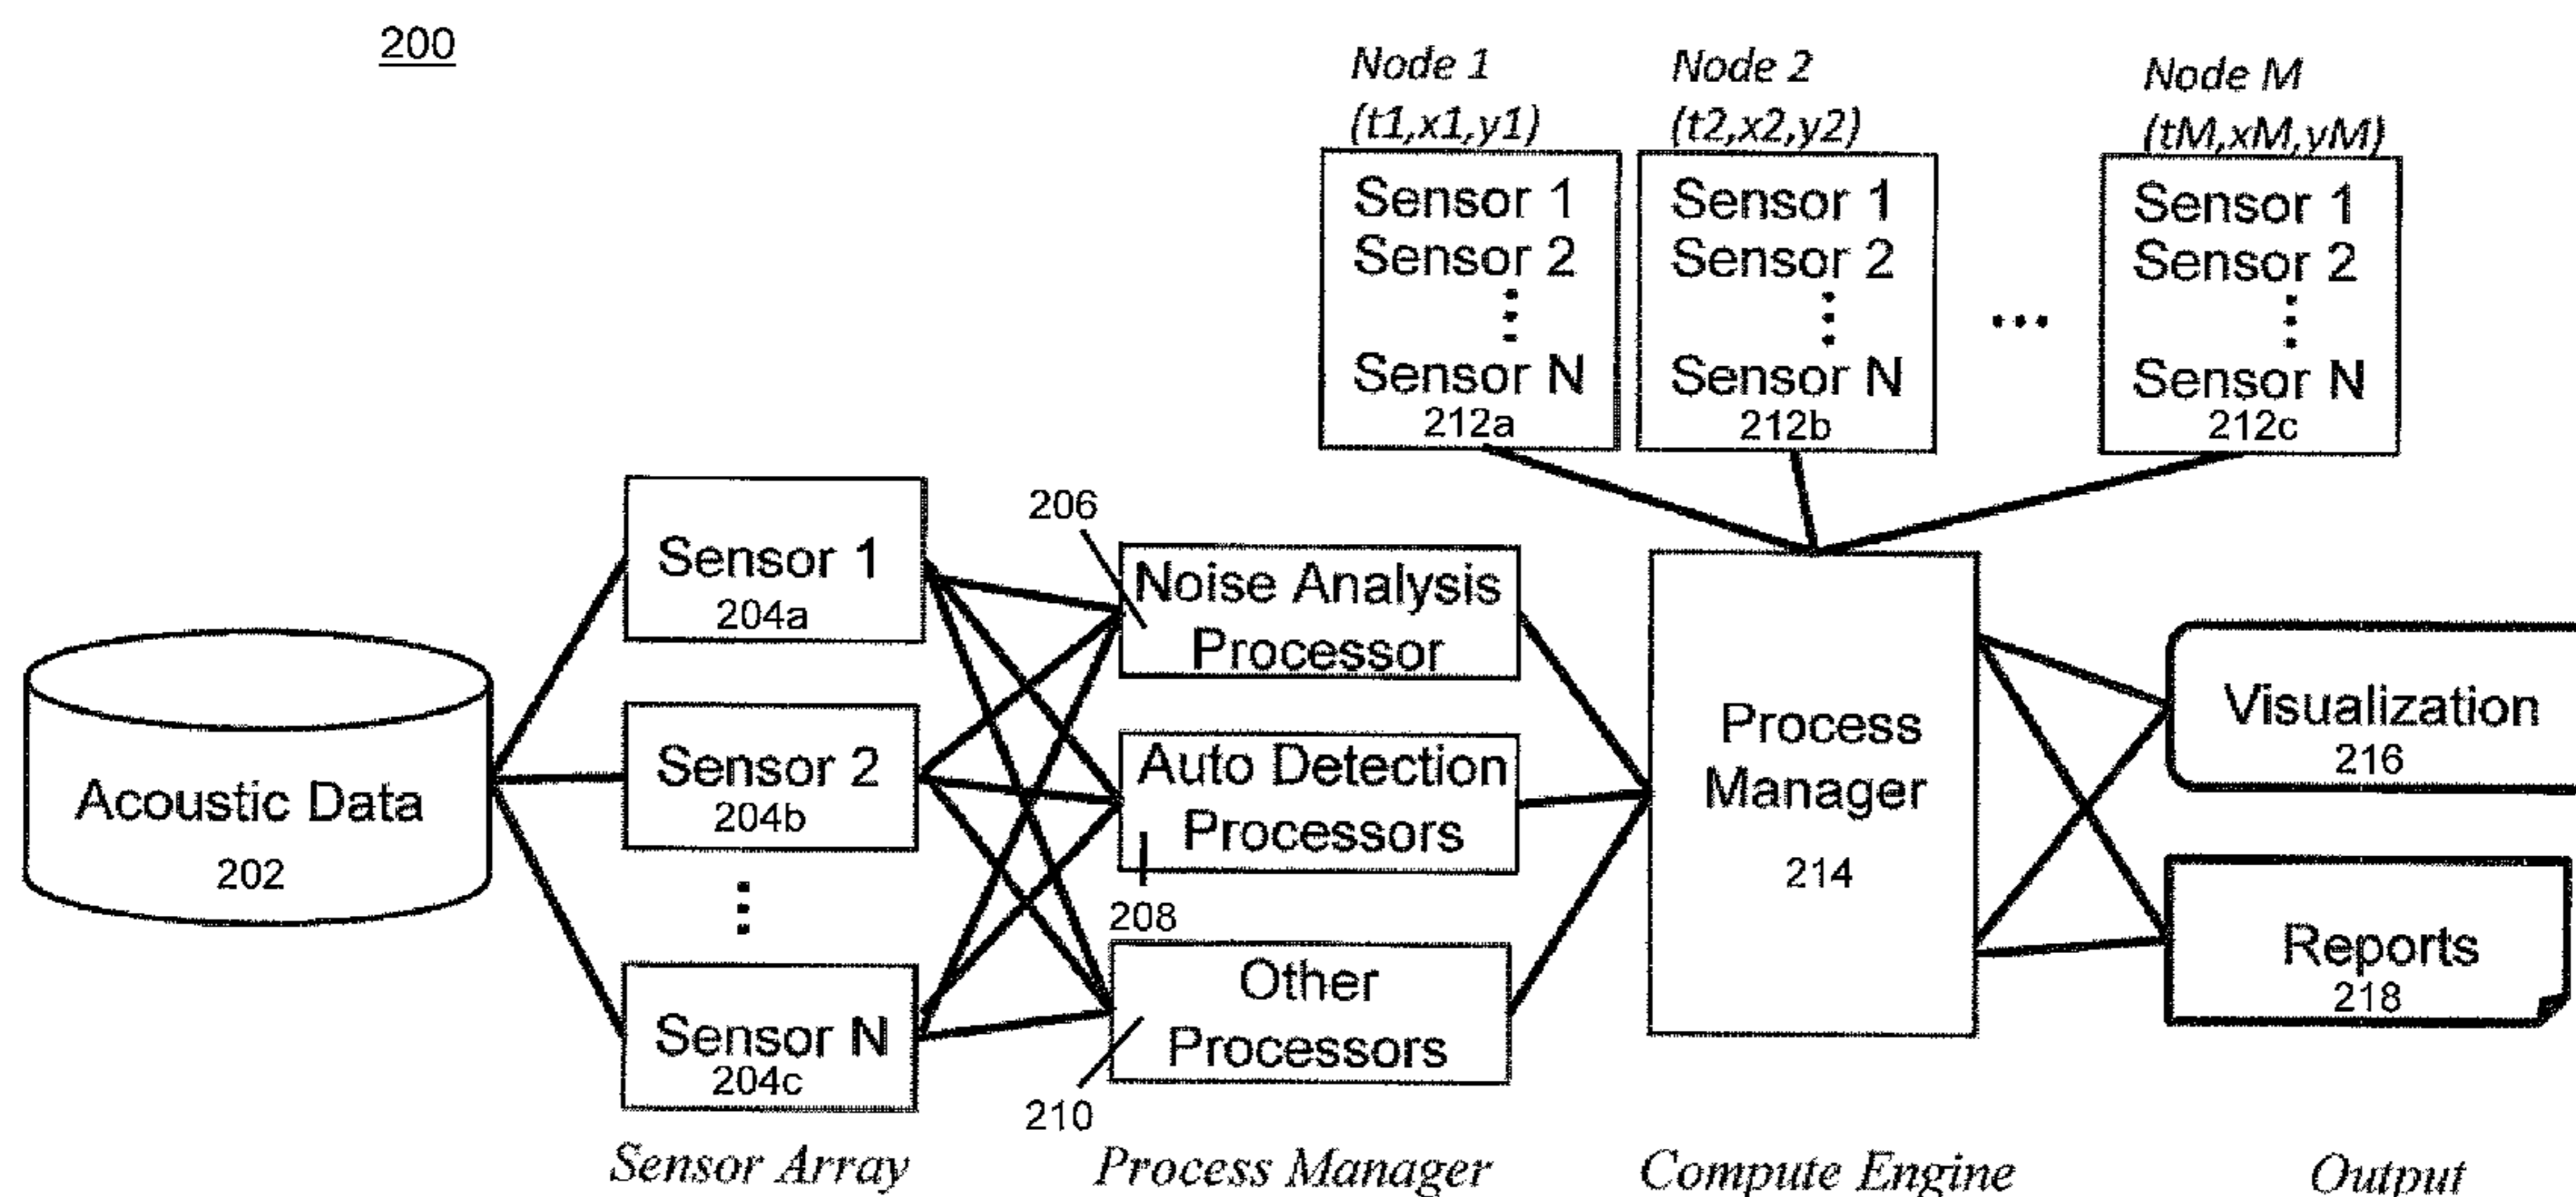 200
Node 1
(t1,x1,y1)
Sensor 1
Sensor 2
Sensor N
212a
Node 2
(t2,x2,y2)
Sensor 1
Sensor 2
Sensor N
212b
...
Node M
(tM,xM,yM)
Sensor 1
Sensor 2
Sensor N
212c
Acoustic Data
202
Sensor 1
204a
Sensor 2
204b
Sensor N
204c
Sensor Array
206
Noise Analysis
Processor
Auto Detection
Processors
208
Other
Processors
210
Process Manager
Process
Manager
214
Compute Engine
Visualization
216
Reports
218
Output